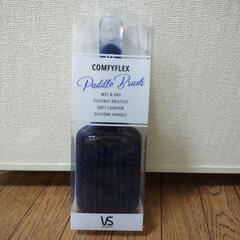 COMFYFLEX
Paddle Brush
WET & DRY
FLEXIBLE BRISTLES
SOFT CUSHION
SILICONE HANDLE
VS